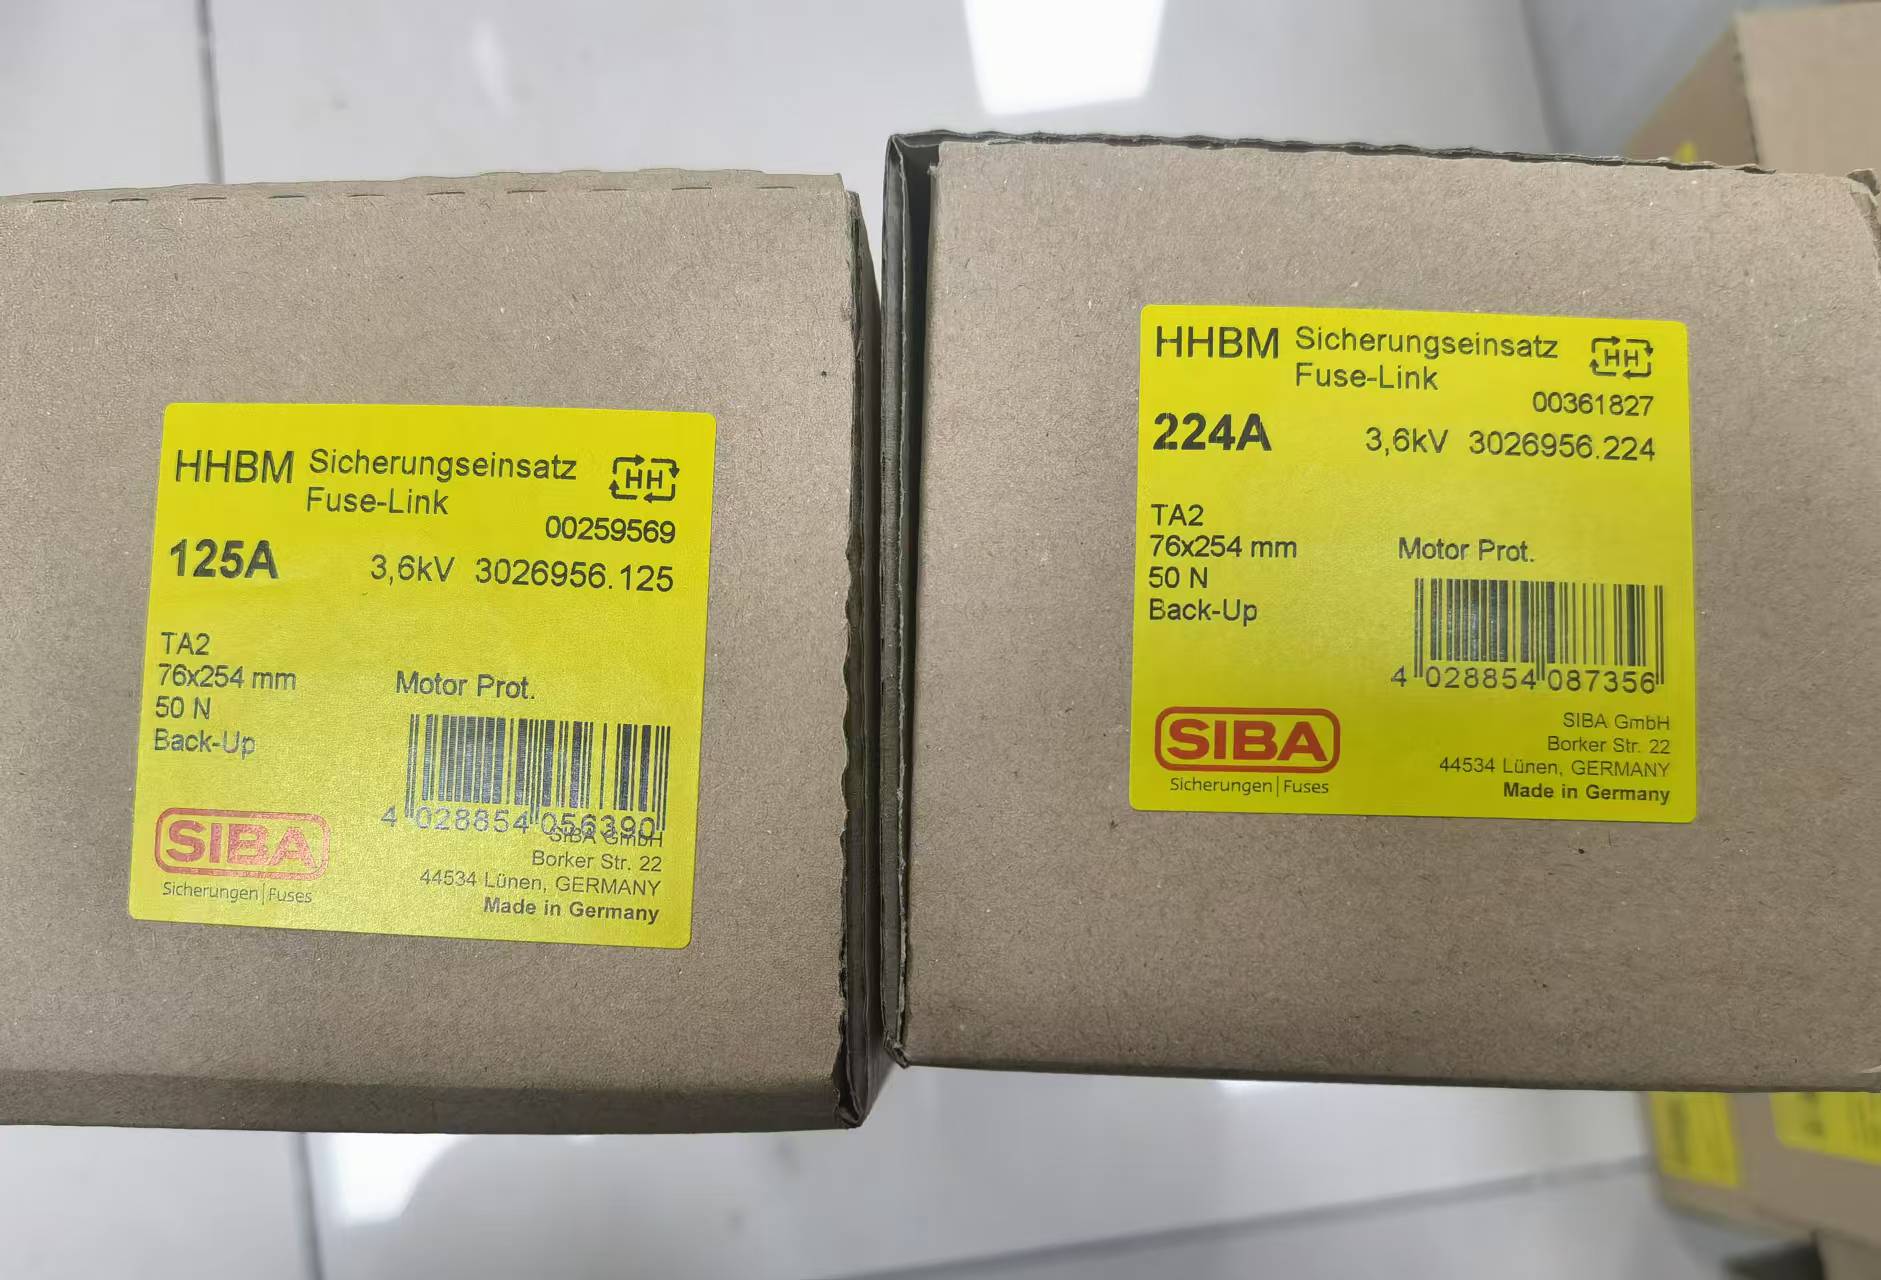 HHBM Sicherungseinsatz HH
Fuse-Link
00259569
125A 3,6kV 3026956.125
TA2
76x254 mm
50 N
Back-Up
Motor Prot.
4 028854 056390
SIBA
Sicherungen|Fuses
SIBA GmbH
Borker Str. 22
44534 Lünen, GERMANY
Made in Germany
HHBM Sicherungseinsatz HH
Fuse-Link
00361827
224A 3,6kV 3026956.224
TA2
76x254 mm
50 N
Back-Up
Motor Prot.
4 028854 087356
SIBA
Sicherungen|Fuses
SIBA GmbH
Borker Str. 22
44534 Lünen, GERMANY
Made in Germany